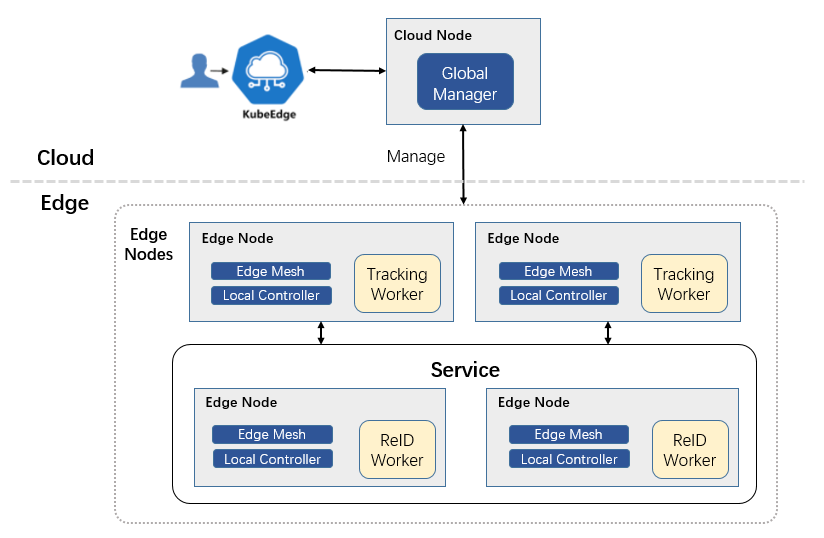 Cloud Node
Global
Manager
KubeEdge
Manage
Cloud
Edge
Edge
Nodes
Edge Node
Edge Mesh
Local Controller
Tracking
Worker
Edge Node
Edge Mesh
Local Controller
Tracking
Worker
Service
Edge Node
Edge Mesh
Local Controller
ReID
Worker
Edge Node
Edge Mesh
Local Controller
ReID
Worker